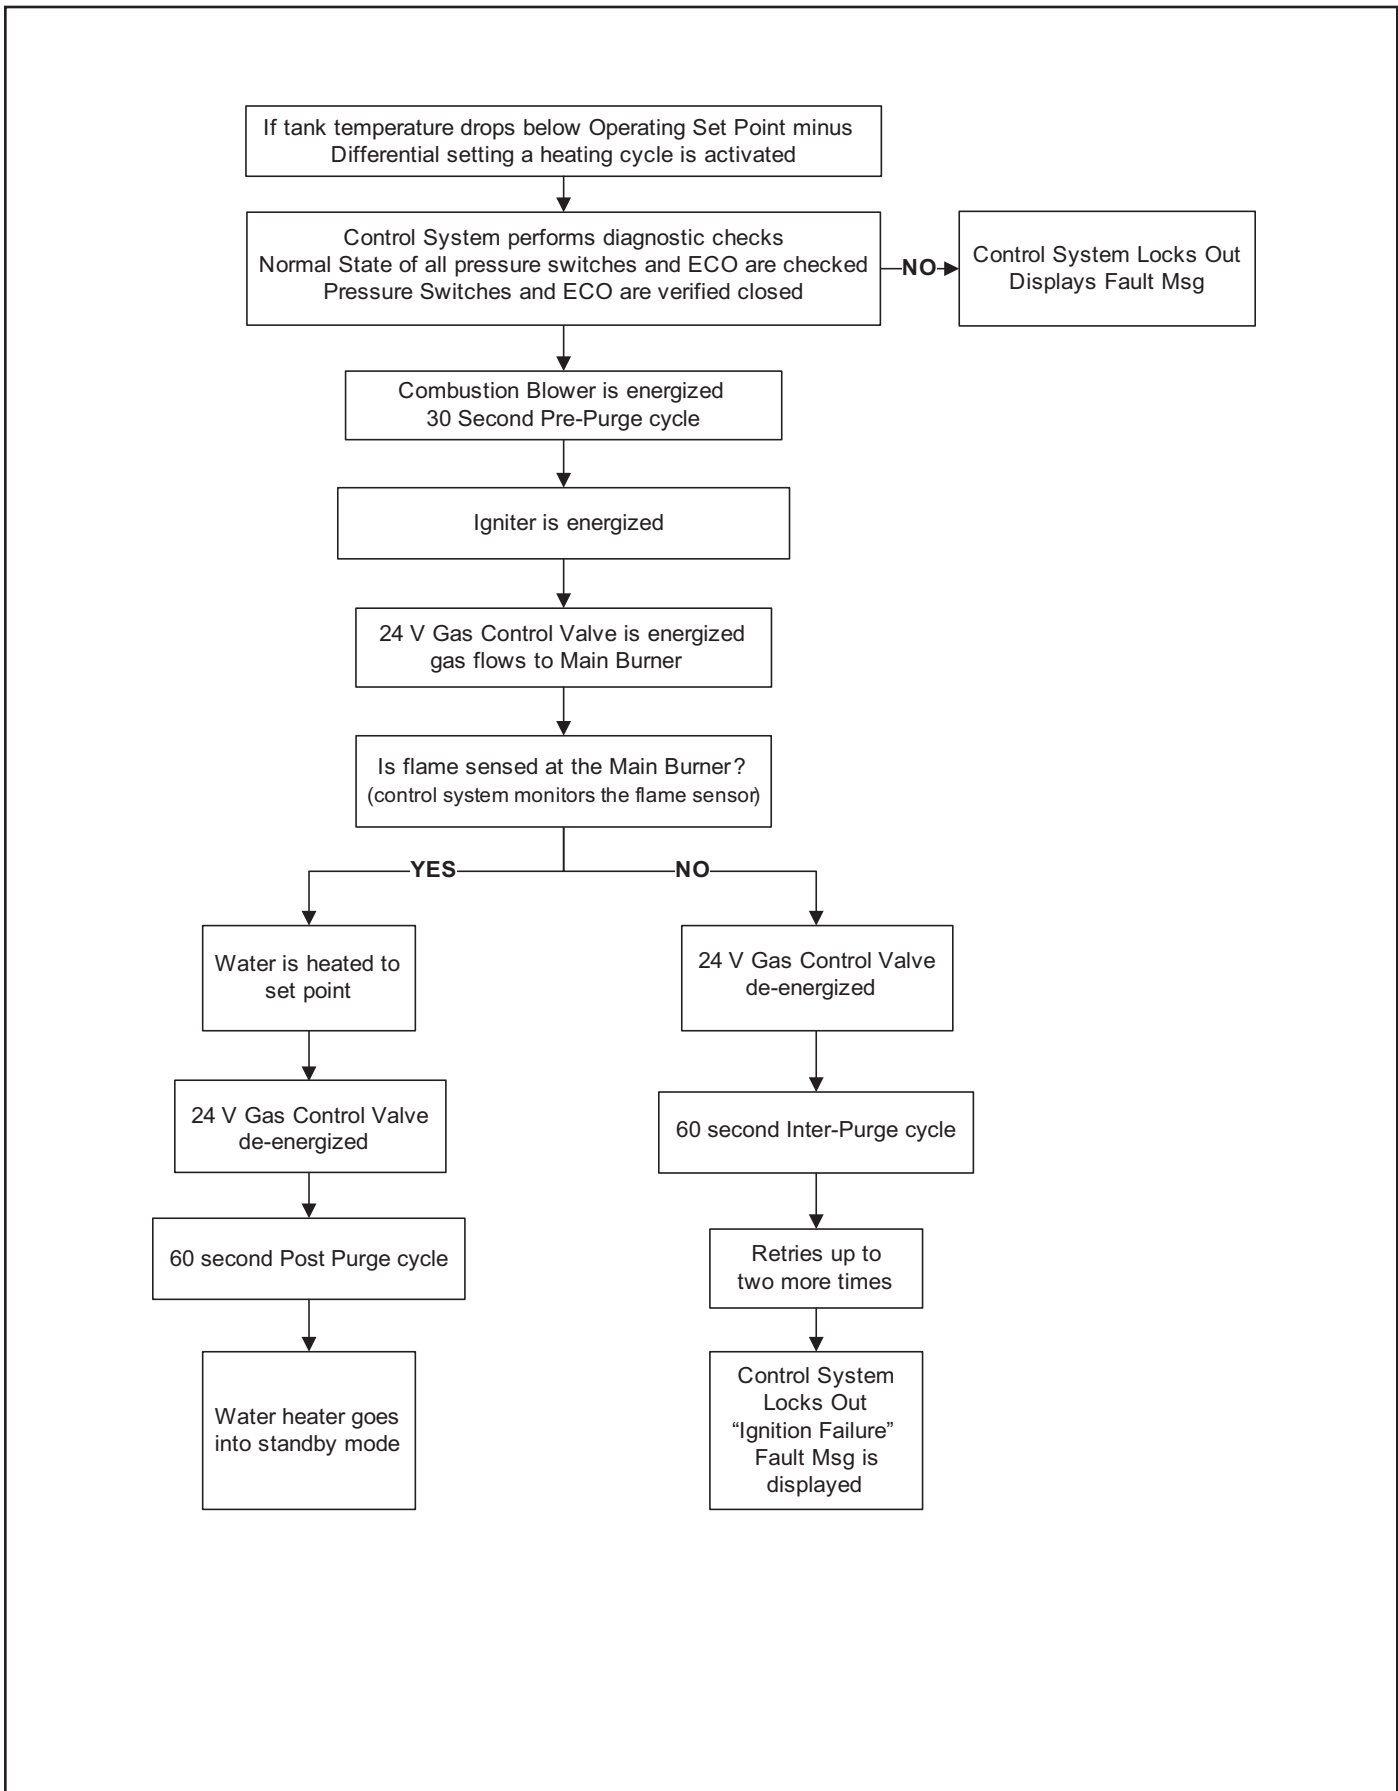 If tank temperature drops below Operating Set Point minus
Differential setting a heating cycle is activated
Control System performs diagnostic checks
Normal State of all pressure switches and ECO are checked
Pressure Switches and ECO are verified closed
NO
Control System Locks Out
Displays Fault Msg
Combustion Blower is energized
30 Second Pre-Purge cycle
Igniter is energized
24 V Gas Control Valve is energized
gas flows to Main Burner
Is flame sensed at the Main Burner?
(control system monitors the flame sensor)
YES
NO
Water is heated to
set point
24 V Gas Control Valve
de-energized
60 second Post Purge cycle
Water heater goes
into standby mode
24 V Gas Control Valve
de-energized
60 second Inter-Purge cycle
Retries up to
two more times
Control System
Locks Out
“Ignition Failure”
Fault Msg is
displayed